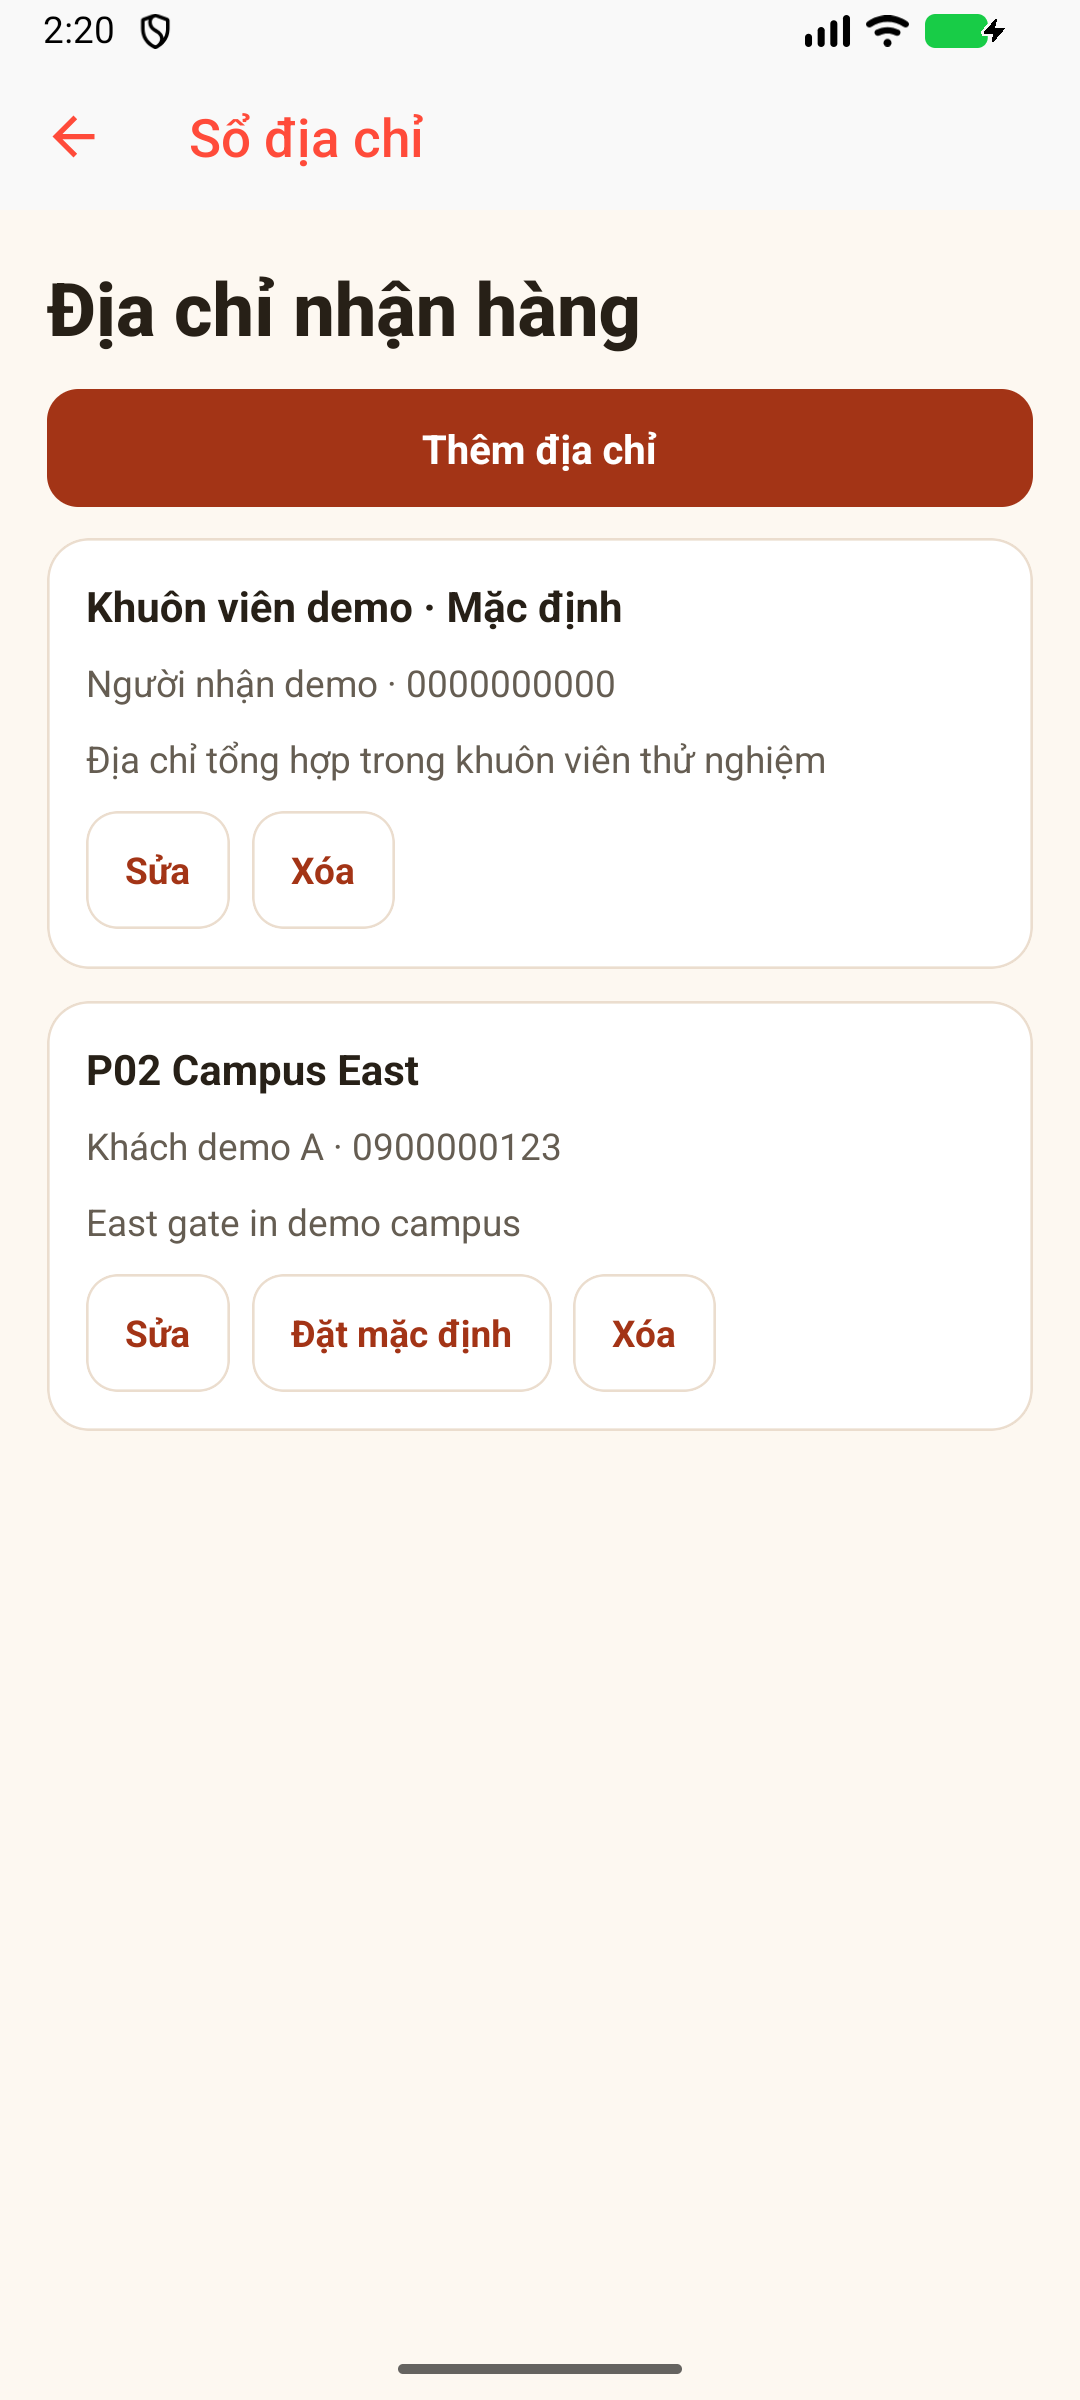 2:20
Sổ địa chỉ
Địa chỉ nhận hàng
Thêm địa chỉ
Khuôn viên demo · Mặc định
Người nhận demo · 0000000000
Địa chỉ tổng hợp trong khuôn viên thử nghiệm
Sửa Xóa
P02 Campus East
Khách demo A · 0900000123
East gate in demo campus
Sửa Đặt mặc định Xóa